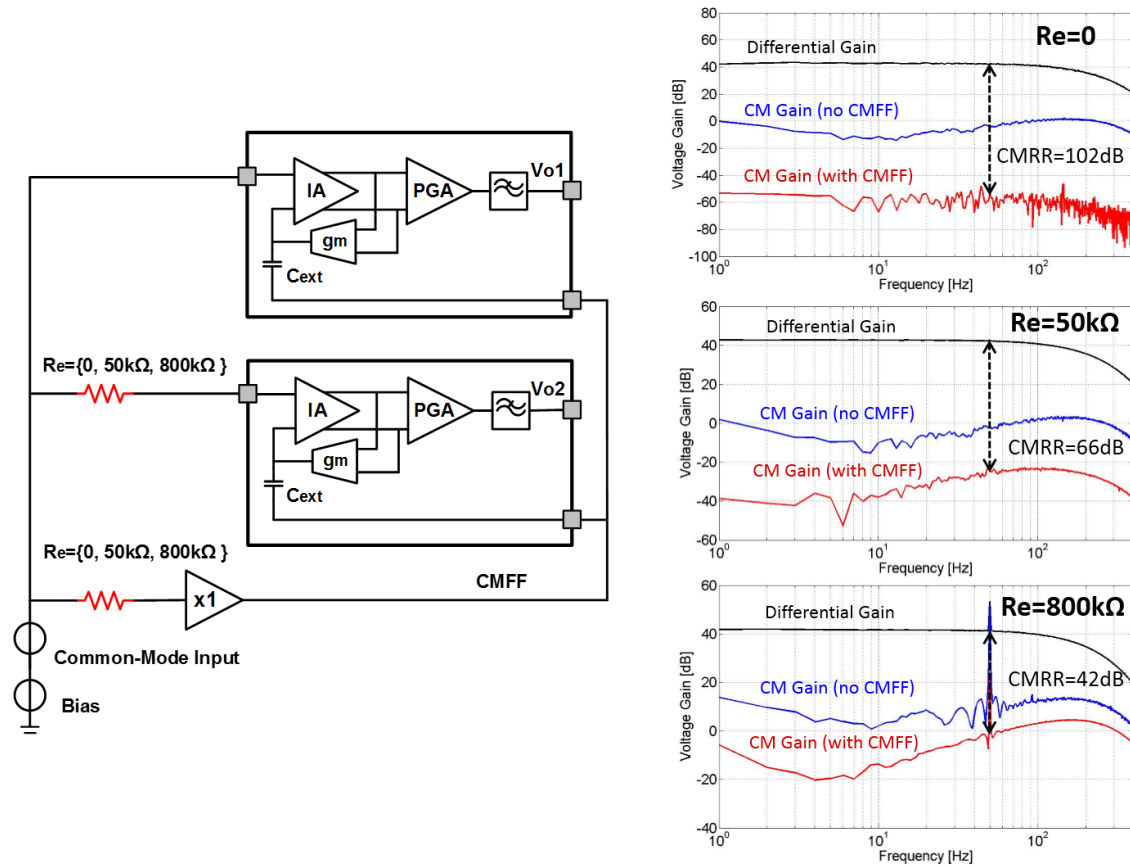 IA
PGA
Vo1
gm
Cext
Re={0, 50kΩ, 800kΩ }
IA
PGA
Vo2
gm
Cext
Re={0, 50kΩ, 800kΩ }
x1
CMFF
Common-Mode Input
Bias
80
60
40
20
0
-20
-40
-60
-80
-100
Voltage Gain [dB]
Re=0
Differential Gain
CM Gain (no CMFF)
CMRR=102dB
CM Gain (with CMFF)
10^0
10^1
10^2
Frequency [Hz]
60
40
20
0
-20
-40
-60
Voltage Gain [dB]
Re=50kΩ
Differential Gain
CM Gain (no CMFF)
CMRR=66dB
CM Gain (with CMFF)
10^0
10^1
10^2
Frequency [Hz]
60
40
20
0
-20
-40
Voltage Gain [dB]
Re=800kΩ
Differential Gain
CMRR=42dB
CM Gain (no CMFF)
CM Gain (with CMFF)
10^0
10^1
10^2
Frequency [Hz]